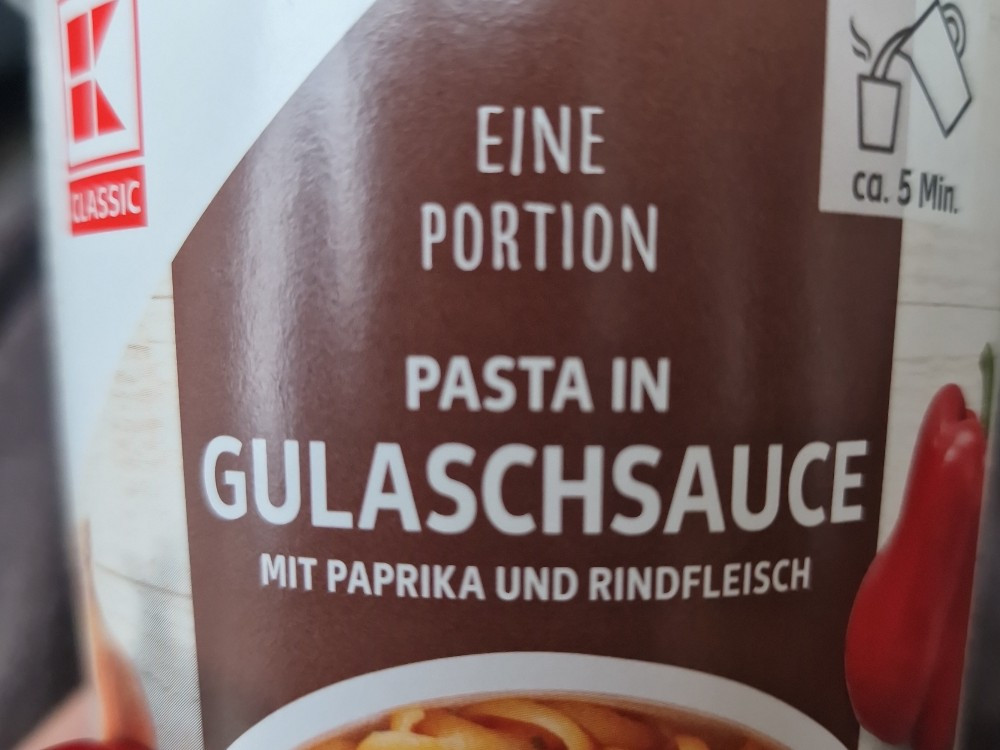 K
CLASSIC
ca. 5 Min.
EINE
PORTION
PASTA IN
GULASCHSAUCE
MIT PAPRIKA UND RINDFLEISCH